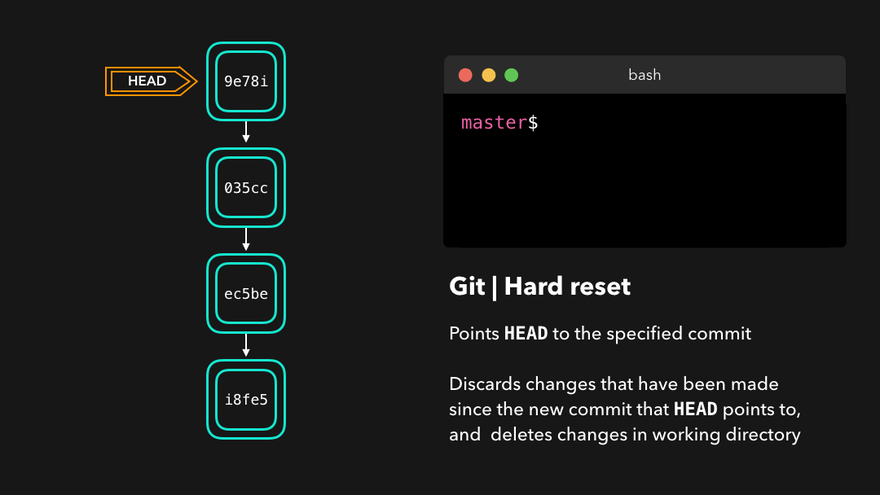 HEAD
9e78i
035cc
ec5be
i8fe5
bash
master$
Git | Hard reset
Points HEAD to the specified commit
Discards changes that have been made
since the new commit that HEAD points to,
and  deletes changes in working directory